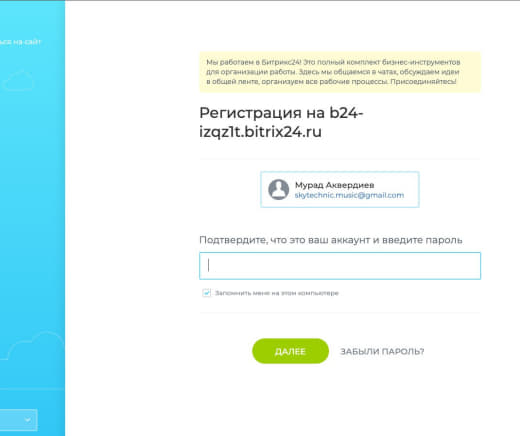 ься на сайт
Мы работаем в Битрикс24! Это полный комплект бизнес-инструментов
для организации работы. Здесь мы общаемся в чатах, обсуждаем идеи
в общей ленте, организуем все рабочие процессы. Присоединяйтесь!
Регистрация на b24-
izqz1t.bitrix24.ru
Мурад Аквердиев
skytechnic.music@gmail.com
Подтвердите, что это ваш аккаунт и введите пароль
Запомнить меня на этом компьютере
ДАЛЕЕ ЗАБЫЛИ ПАРОЛЬ?